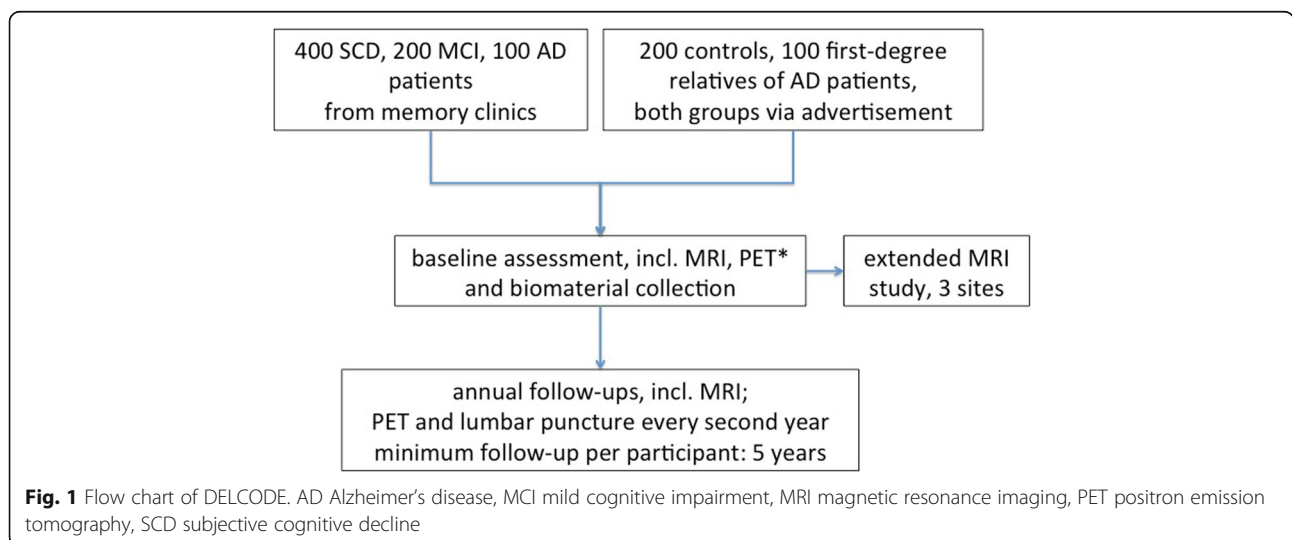 400 SCD, 200 MCI, 100 AD
patients
from memory clinics
200 controls, 100 first-degree
relatives of AD patients,
both groups via advertisement
baseline assessment, incl. MRI, PET*
and biomaterial collection
extended MRI
study, 3 sites
annual follow-ups, incl. MRI;
PET and lumbar puncture every second year
minimum follow-up per participant: 5 years
Fig. 1 Flow chart of DELCODE. AD Alzheimer's disease, MCI mild cognitive impairment, MRI magnetic resonance imaging, PET positron emission
tomography, SCD subjective cognitive decline